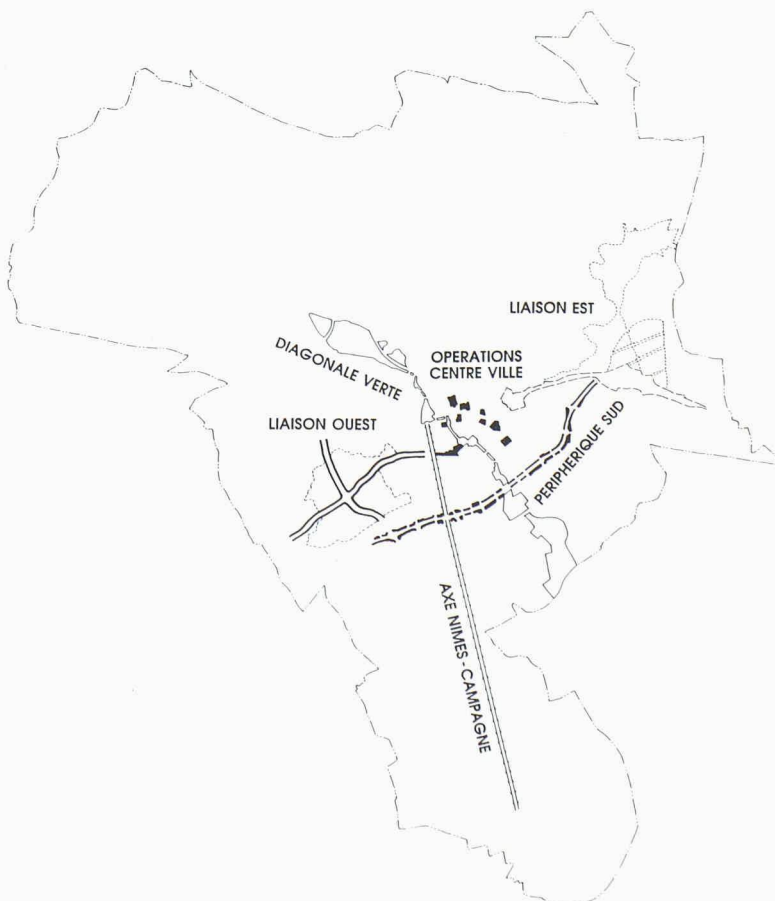 LIAISON EST
DIAGONALE VERTE
OPERATIONS
CENTRE VILLE
LIAISON OUEST
PERIPHERIQUE SUD
AXE NIMES - CAMPAGNE